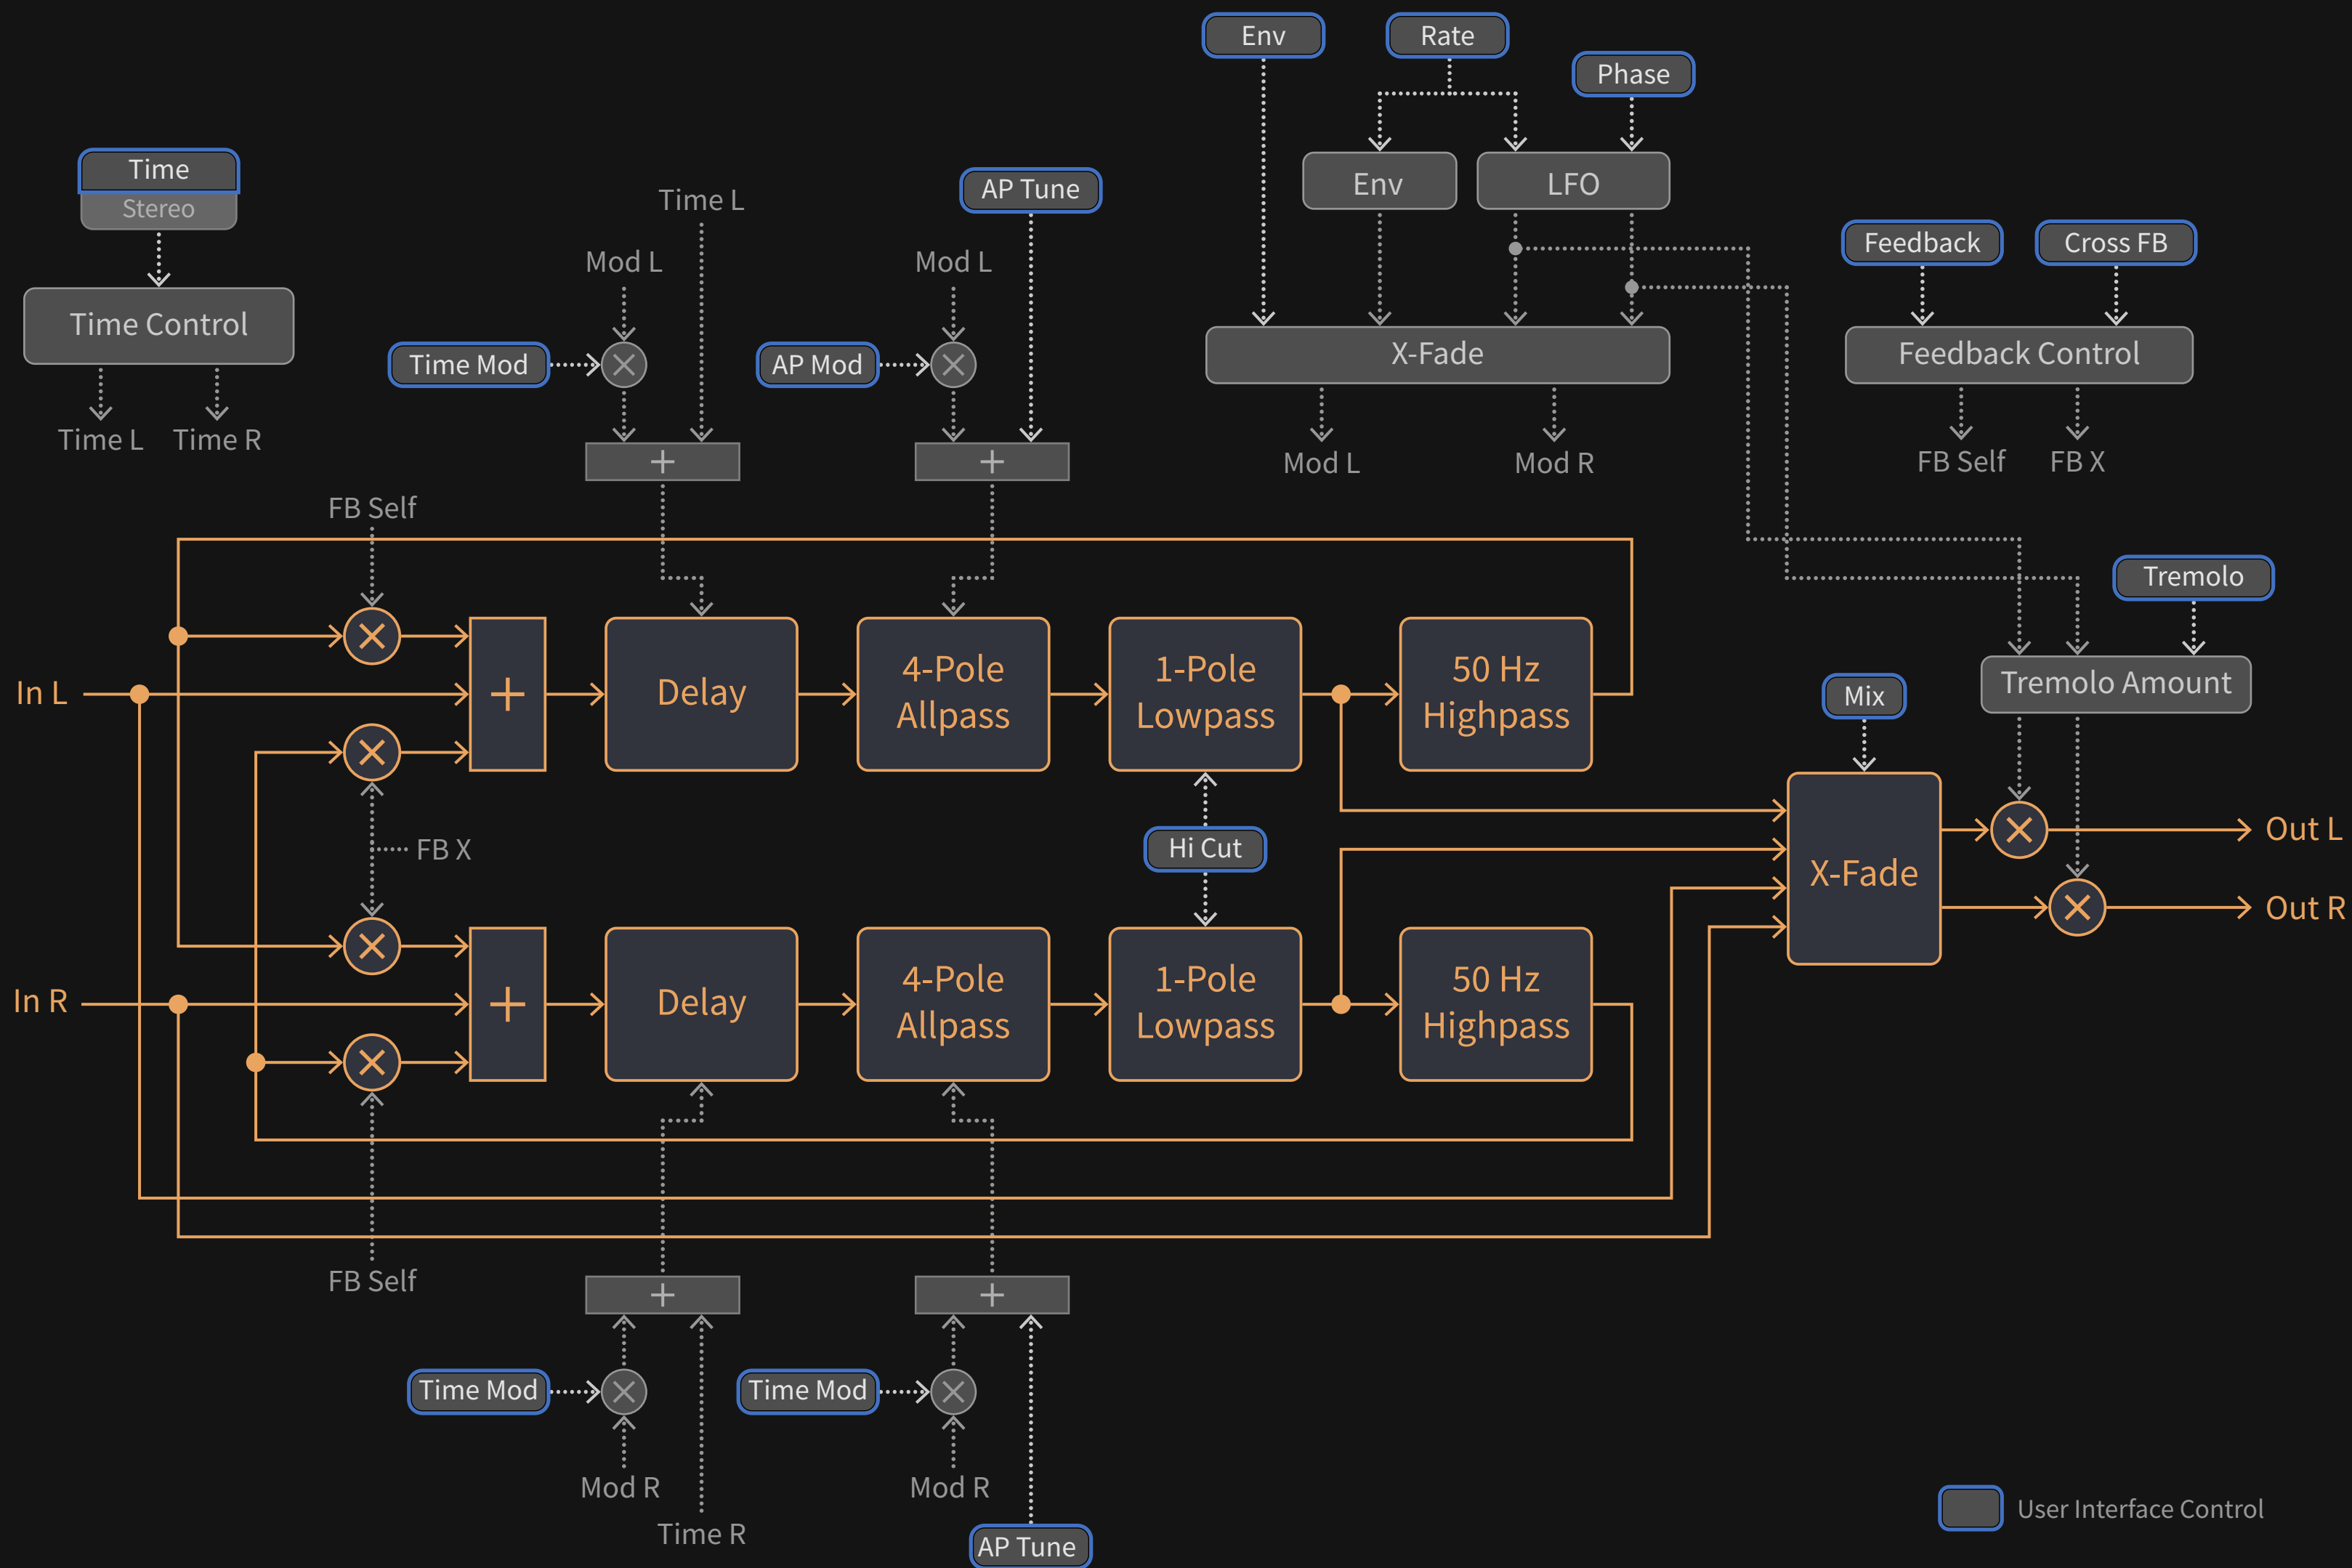 Env
Rate
Phase
Time
Stereo
Time L
AP Tune
Env
LFO
Mod L
Mod L
Feedback
Cross FB
Time Control
Time Mod
AP Mod
X-Fade
Feedback Control
Time L
Time R
+
+
Mod L
Mod R
FB Self
FB X
FB Self
Tremolo
In L
+
Delay
4-Pole
Allpass
1-Pole
Lowpass
50 Hz
Highpass
Mix
Tremolo Amount
FB X
Hi Cut
X-Fade
Out L
Out R
In R
+
Delay
4-Pole
Allpass
1-Pole
Lowpass
50 Hz
Highpass
FB Self
+
+
Time Mod
Time Mod
Mod R
Mod R
Time R
AP Tune
User Interface Control